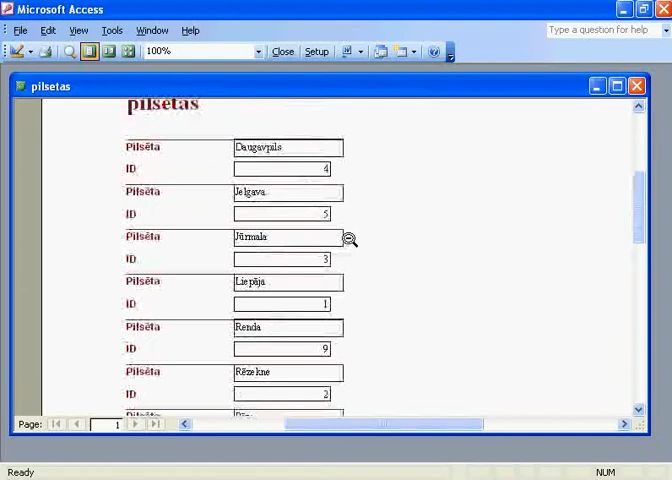 Microsoft Access
File Edit View Tools Window Help
Type a question for help
100% Close Setup
pilsetas
pilsētas
Pilsēta Daugavpils
ID 4
Pilsēta Jelgava
ID 5
Pilsēta Jūrmala
ID 3
Pilsēta Liepāja
ID 1
Pilsēta Renda
ID 9
Pilsēta Rēzekne
ID 2
Pilsēta
Page: 1
Ready NUM